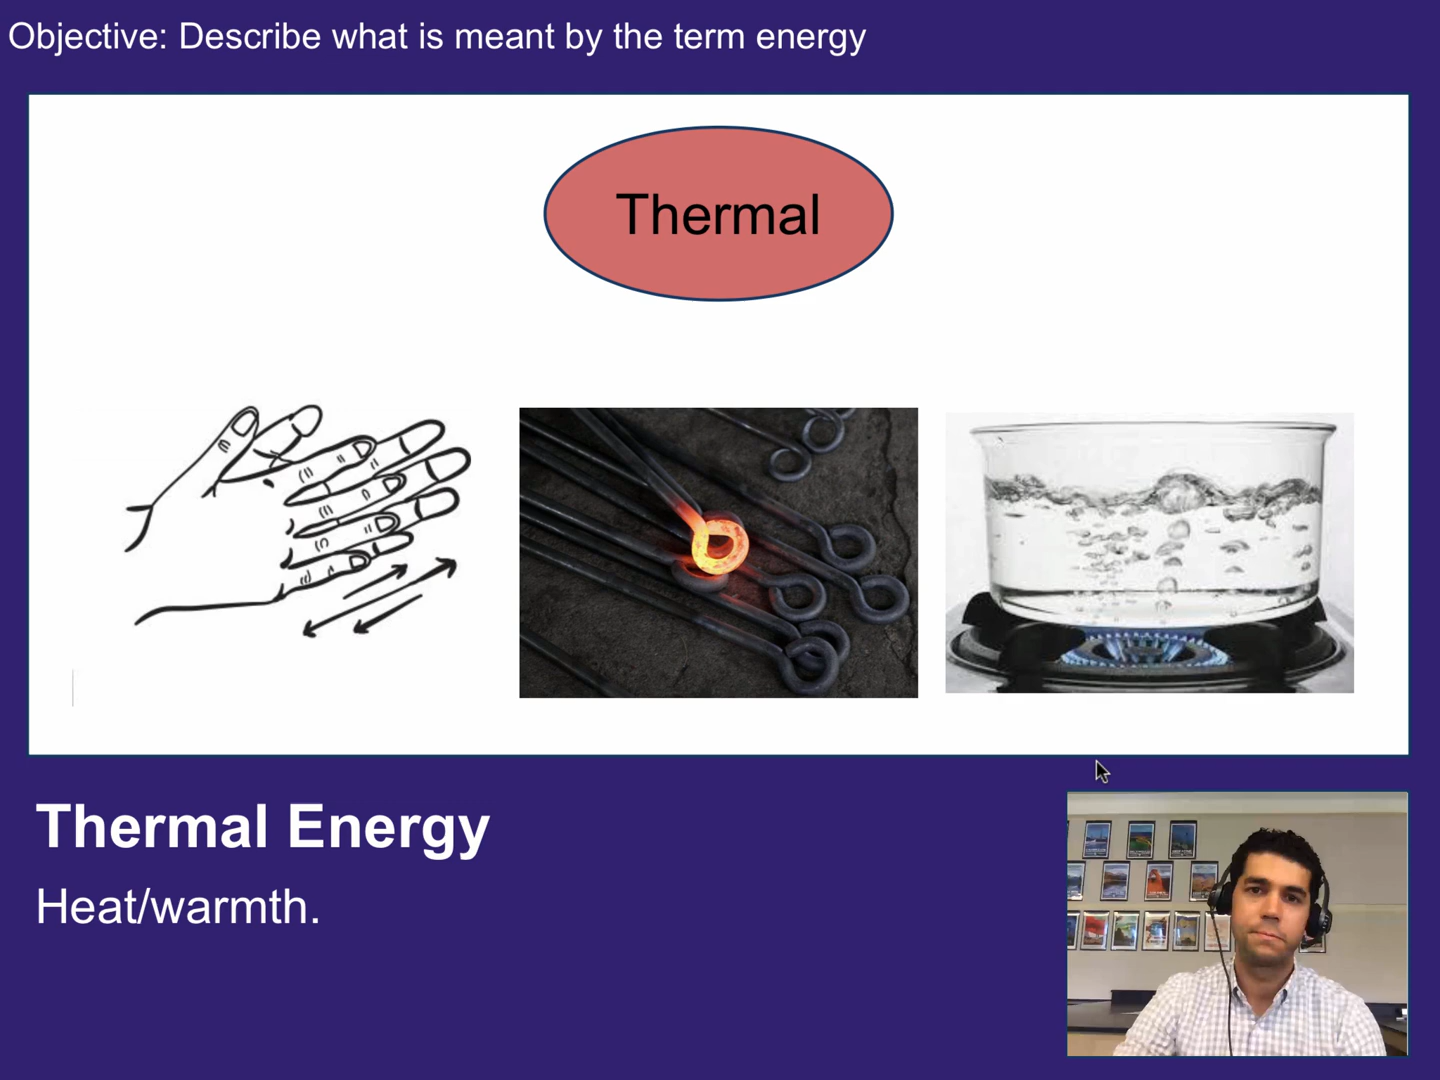 Objective: Describe what is meant by the term energy
Thermal
Thermal Energy
Heat/warmth.